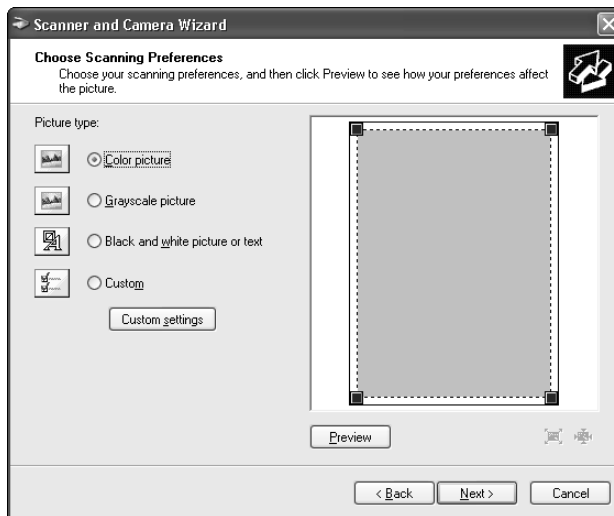 Scanner and Camera Wizard
Choose Scanning Preferences
Choose your scanning preferences, and then click Preview to see how your preferences affect
the picture.
Picture type:
Color picture
Grayscale picture
Black and white picture or text
Custom
Custom settings
Preview
< Back
Next >
Cancel